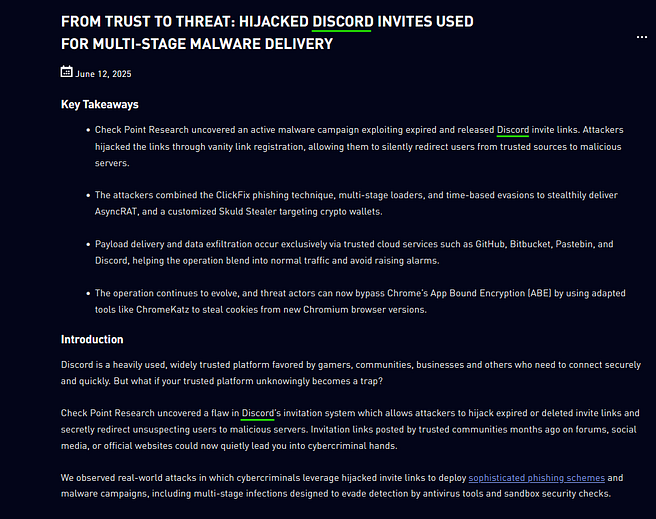 FROM TRUST TO THREAT: HIJACKED DISCORD INVITES USED
FOR MULTI-STAGE MALWARE DELIVERY
June 12, 2025
Key Takeaways
• Check Point Research uncovered an active malware campaign exploiting expired and released Discord invite links. Attackers
hijacked the links through vanity link registration, allowing them to silently redirect users from trusted sources to malicious
servers.
• The attackers combined the ClickFix phishing technique, multi-stage loaders, and time-based evasions to stealthily deliver
AsyncRAT, and a customized Skuld Stealer targeting crypto wallets.
• Payload delivery and data exfiltration occur exclusively via trusted cloud services such as GitHub, Bitbucket, Pastebin, and
Discord, helping the operation blend into normal traffic and avoid raising alarms.
• The operation continues to evolve, and threat actors can now bypass Chrome's App Bound Encryption (ABE) by using adapted
tools like ChromeKatz to steal cookies from new Chromium browser versions.
Introduction
Discord is a heavily used, widely trusted platform favored by gamers, communities, businesses and others who need to connect securely
and quickly. But what if your trusted platform unknowingly becomes a trap?
Check Point Research uncovered a flaw in Discord's invitation system which allows attackers to hijack expired or deleted invite links and
secretly redirect unsuspecting users to malicious servers. Invitation links posted by trusted communities months ago on forums, social
media, or official websites could now quietly lead you into cybercriminal hands.
We observed real-world attacks in which cybercriminals leverage hijacked invite links to deploy sophisticated phishing schemes and
malware campaigns, including multi-stage infections designed to evade detection by antivirus tools and sandbox security checks.